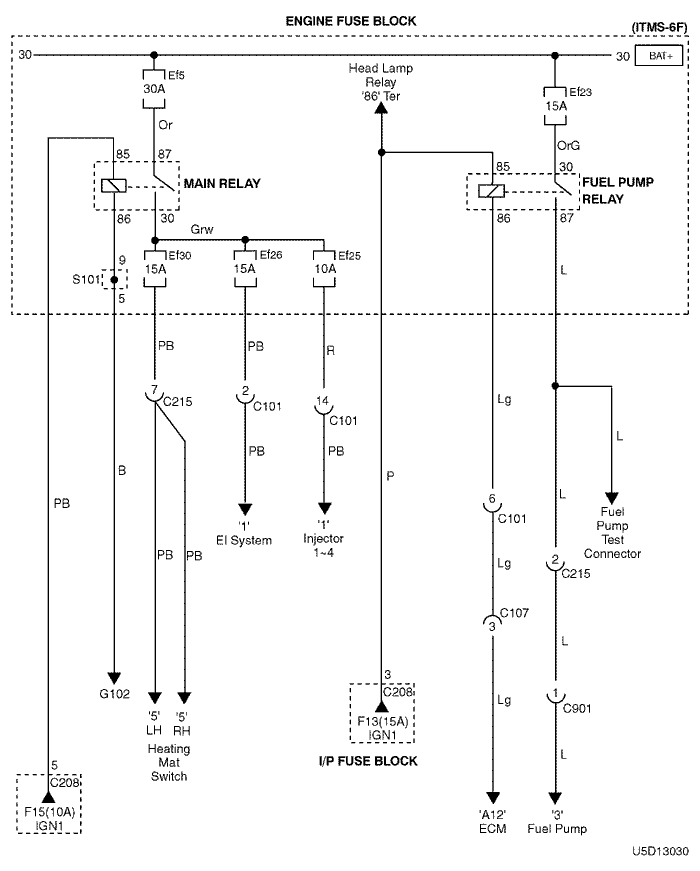 ENGINE FUSE BLOCK
(ITMS-6F)
30
30
BAT+
Ef5
30A
Head Lamp
Relay
'86' Ter
Ef23
15A
Or
OrG
85
87
85
30
MAIN RELAY
FUEL PUMP
RELAY
86
30
86
87
Grw
9
S101
5
Ef30
15A
Ef26
15A
Ef25
10A
L
PB
PB
R
7
C215
2
C101
14
C101
Lg
L
B
PB
PB
P
L
PB
6
C101
'1'
EI System
'1'
Injector
1~4
Fuel
Pump
Test
Connector
PB
PB
Lg
2
C215
C107
3
L
G102
3
C208
Lg
1
C901
'5'
LH
'5'
RH
Heating
Mat
Switch
F13(15A)
IGN1
I/P FUSE BLOCK
L
5
C208
F15(10A)
IGN1
'A12'
ECM
'3'
Fuel Pump
U5D13030